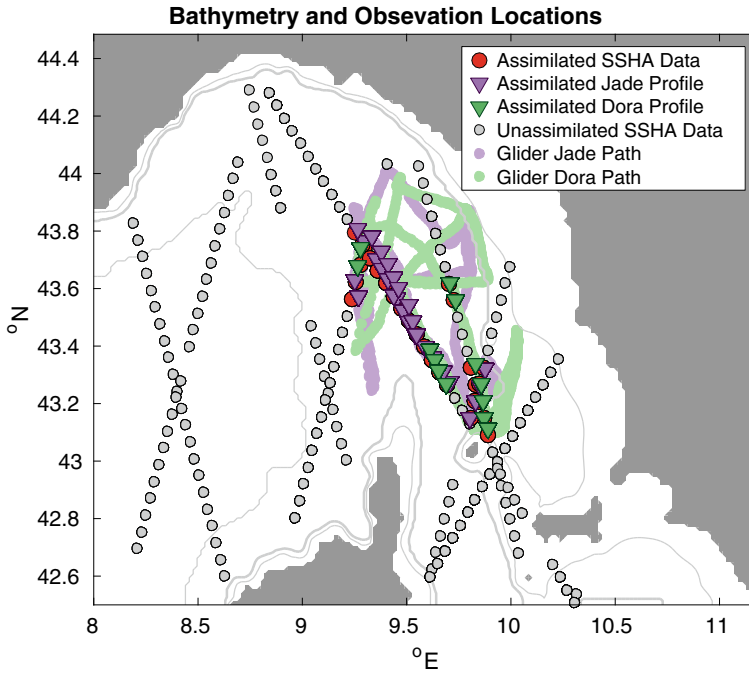 Bathymetry and Obsevation Locations
Assimilated SSHA Data
Assimilated Jade Profile
Assimilated Dora Profile
Unassimilated SSHA Data
Glider Jade Path
Glider Dora Path
44.4
44.2
44
43.8
43.6
43.4
43.2
43
42.8
42.6
°N
8
8.5
9
9.5
10
10.5
11
°E